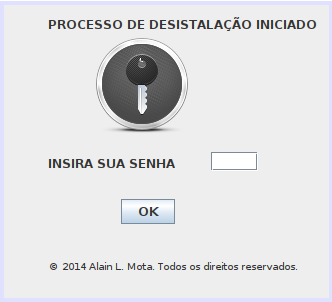 PROCESSO DE DESISTALAÇÃO INICIADO
INSIRA SUA SENHA
OK
© 2014 Alain L. Mota. Todos os direitos reservados.